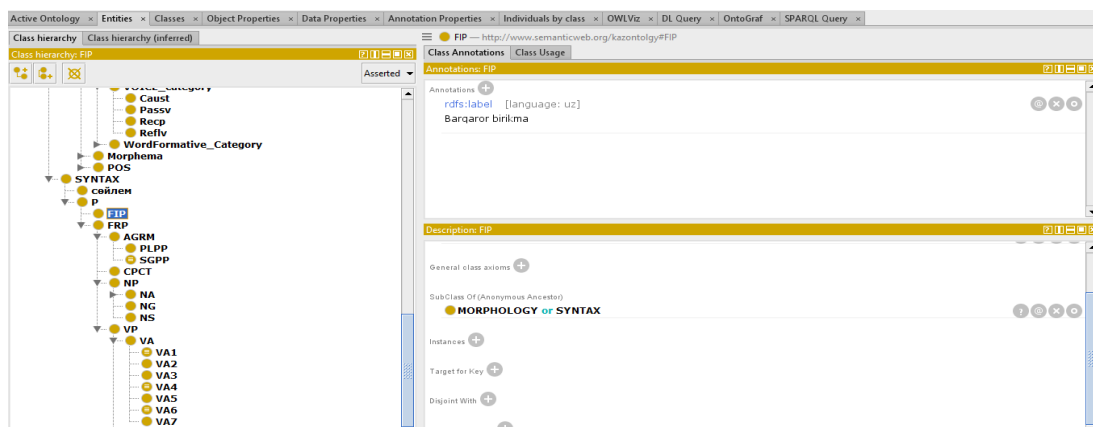 Active Ontology × Entities × Classes × Object Properties × Data Properties × Annotation Properties × Individuals by class × OWLViz × DL Query × OntoGraf × SPARQL Query ×
Class hierarchy Class hierarchy (inferred)
Class hierarchy: FIP
Asserted
VOICE_category
Caust
Passv
Recp
Reflv
WordFormative_Category
Morphema
POS
SYNTAX
сөйлем
P
FIP
FRP
AGRM
PLPP
SGPP
CPCT
NP
NA
NG
NS
VP
VA
VA1
VA2
VA3
VA4
VA5
VA6
VA7
FIP — http://www.semanticweb.org/kazontolgy#FIP
Class Annotations Class Usage
Annotations: FIP
Annotations
rdfs:label [language: uz]
Barqaror birikma
Description: FIP
General class axioms
SubClass Of (Anonymous Ancestor)
MORPHOLOGY or SYNTAX
Instances
Target for Key
Disjoint With